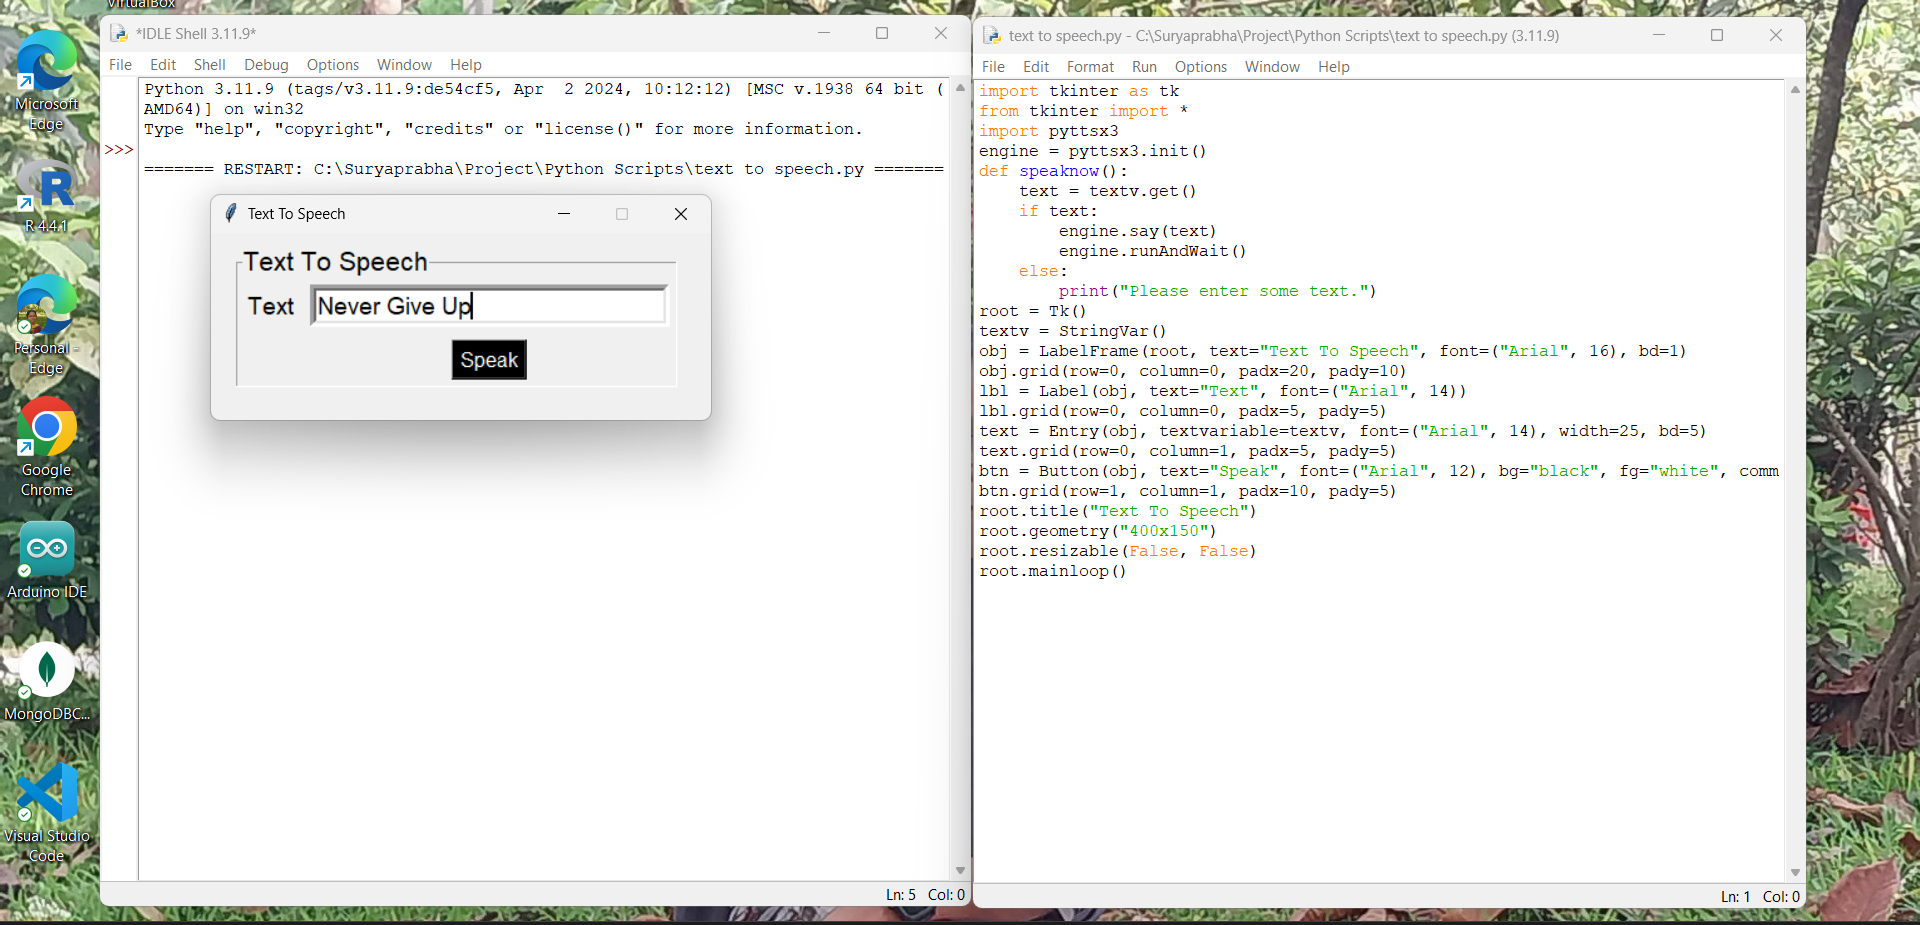 VirtualBox
Microsoft
Edge
R 4.4.1
Personal -
Edge
Google
Chrome
Arduino IDE
MongoDBC...
Visual Studio
Code
*IDLE Shell 3.11.9*
File Edit Shell Debug Options Window Help
Python 3.11.9 (tags/v3.11.9:de54cf5, Apr  2 2024, 10:12:12) [MSC v.1938 64 bit (
AMD64)] on win32
Type "help", "copyright", "credits" or "license()" for more information.
>>>
======= RESTART: C:\Suryaprabha\Project\Python Scripts\text to speech.py =======
Text To Speech
Text To Speech
Text Never Give Up
Speak
Ln: 5 Col: 0
text to speech.py - C:\Suryaprabha\Project\Python Scripts\text to speech.py (3.11.9)
File Edit Format Run Options Window Help
import tkinter as tk
from tkinter import *
import pyttsx3
engine = pyttsx3.init()
def speaknow():
    text = textv.get()
    if text:
        engine.say(text)
        engine.runAndWait()
    else:
        print("Please enter some text.")
root = Tk()
textv = StringVar()
obj = LabelFrame(root, text="Text To Speech", font=("Arial", 16), bd=1)
obj.grid(row=0, column=0, padx=20, pady=10)
lbl = Label(obj, text="Text", font=("Arial", 14))
lbl.grid(row=0, column=0, padx=5, pady=5)
text = Entry(obj, textvariable=textv, font=("Arial", 14), width=25, bd=5)
text.grid(row=0, column=1, padx=5, pady=5)
btn = Button(obj, text="Speak", font=("Arial", 12), bg="black", fg="white", comm
btn.grid(row=1, column=1, padx=10, pady=5)
root.title("Text To Speech")
root.geometry("400x150")
root.resizable(False, False)
root.mainloop()
Ln: 1 Col: 0